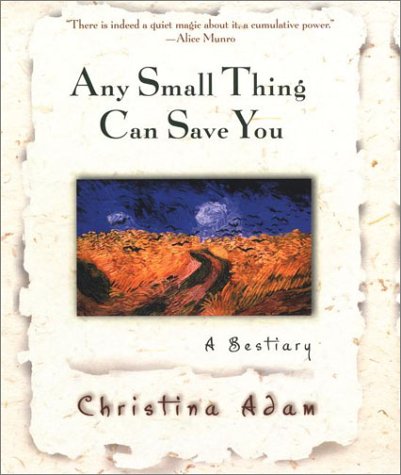 "There is indeed a quiet magic about it, a cumulative power."
—Alice Munro
Any Small Thing
Can Save You
A Bestiary
Christina Adam